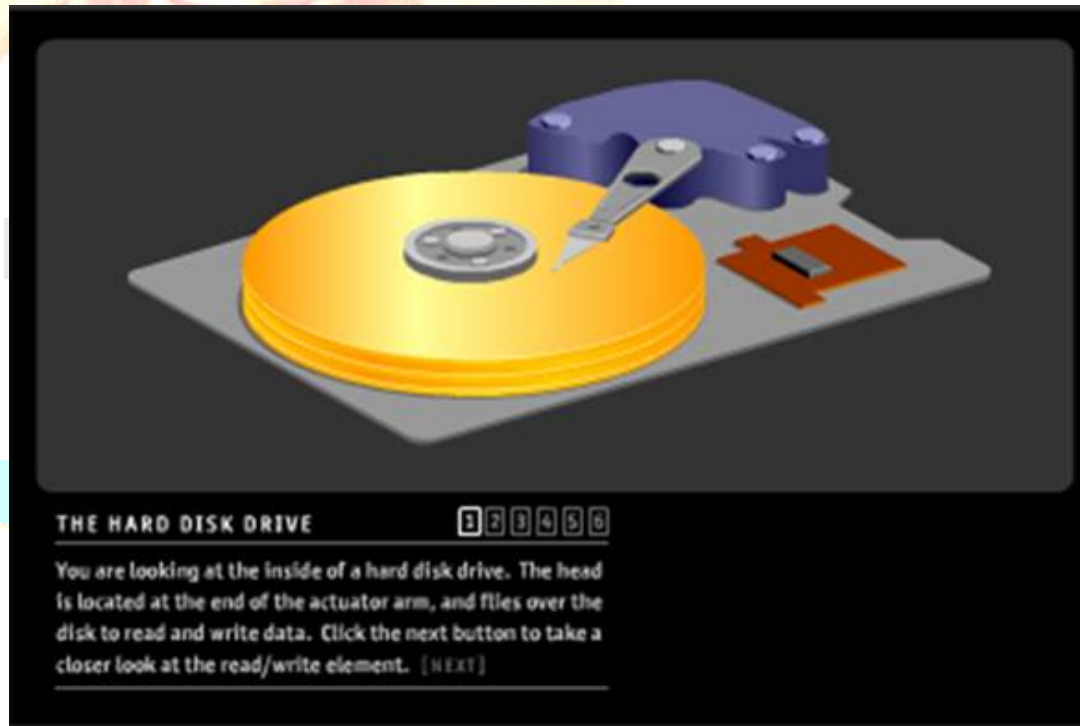 THE HARD DISK DRIVE 1 2 3 4 5 6
You are looking at the inside of a hard disk drive. The head
is located at the end of the actuator arm, and flies over the
disk to read and write data. Click the next button to take a
closer look at the read/write element. [NEXT]